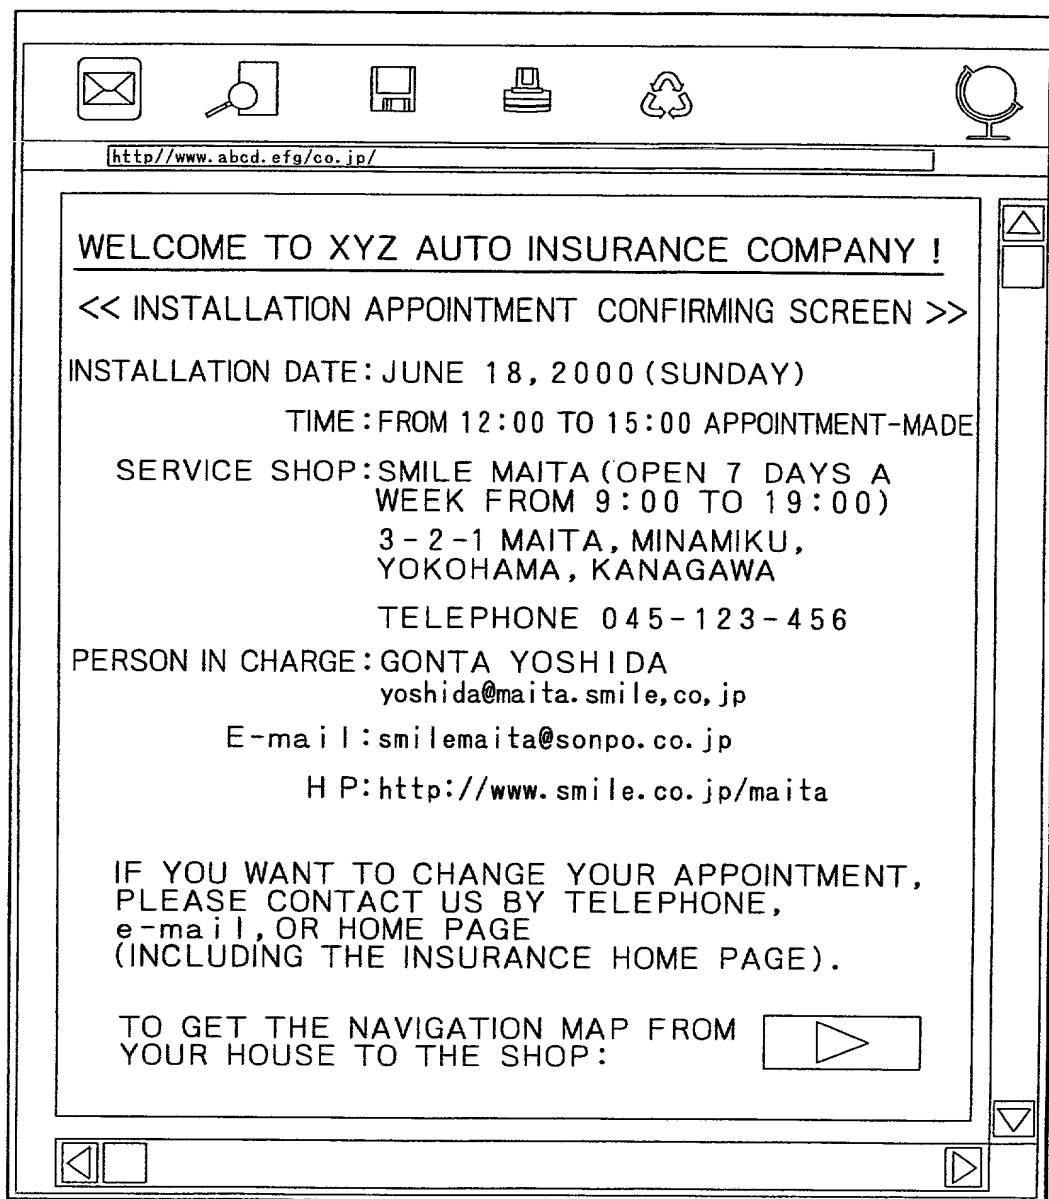 http//www.abcd.efg/co.jp/
WELCOME TO XYZ AUTO INSURANCE COMPANY !
<< INSTALLATION APPOINTMENT CONFIRMING SCREEN >>
INSTALLATION DATE:JUNE 18,2000(SUNDAY)
TIME:FROM 12:00 TO 15:00 APPOINTMENT-MADE
SERVICE SHOP:SMILE MAITA(OPEN 7 DAYS A
WEEK FROM 9:00 TO 19:00)
3-2-1 MAITA, MINAMIKU,
YOKOHAMA, KANAGAWA
TELEPHONE 045-123-456
PERSON IN CHARGE:GONTA YOSHIDA
yoshida@maita.smile,co,jp
E-mail:smilemaita@sonpo.co.jp
HP:http://www.smile.co.jp/maita
IF YOU WANT TO CHANGE YOUR APPOINTMENT,
PLEASE CONTACT US BY TELEPHONE,
e-mail,OR HOME PAGE
(INCLUDING THE INSURANCE HOME PAGE).
TO GET THE NAVIGATION MAP FROM
YOUR HOUSE TO THE SHOP: